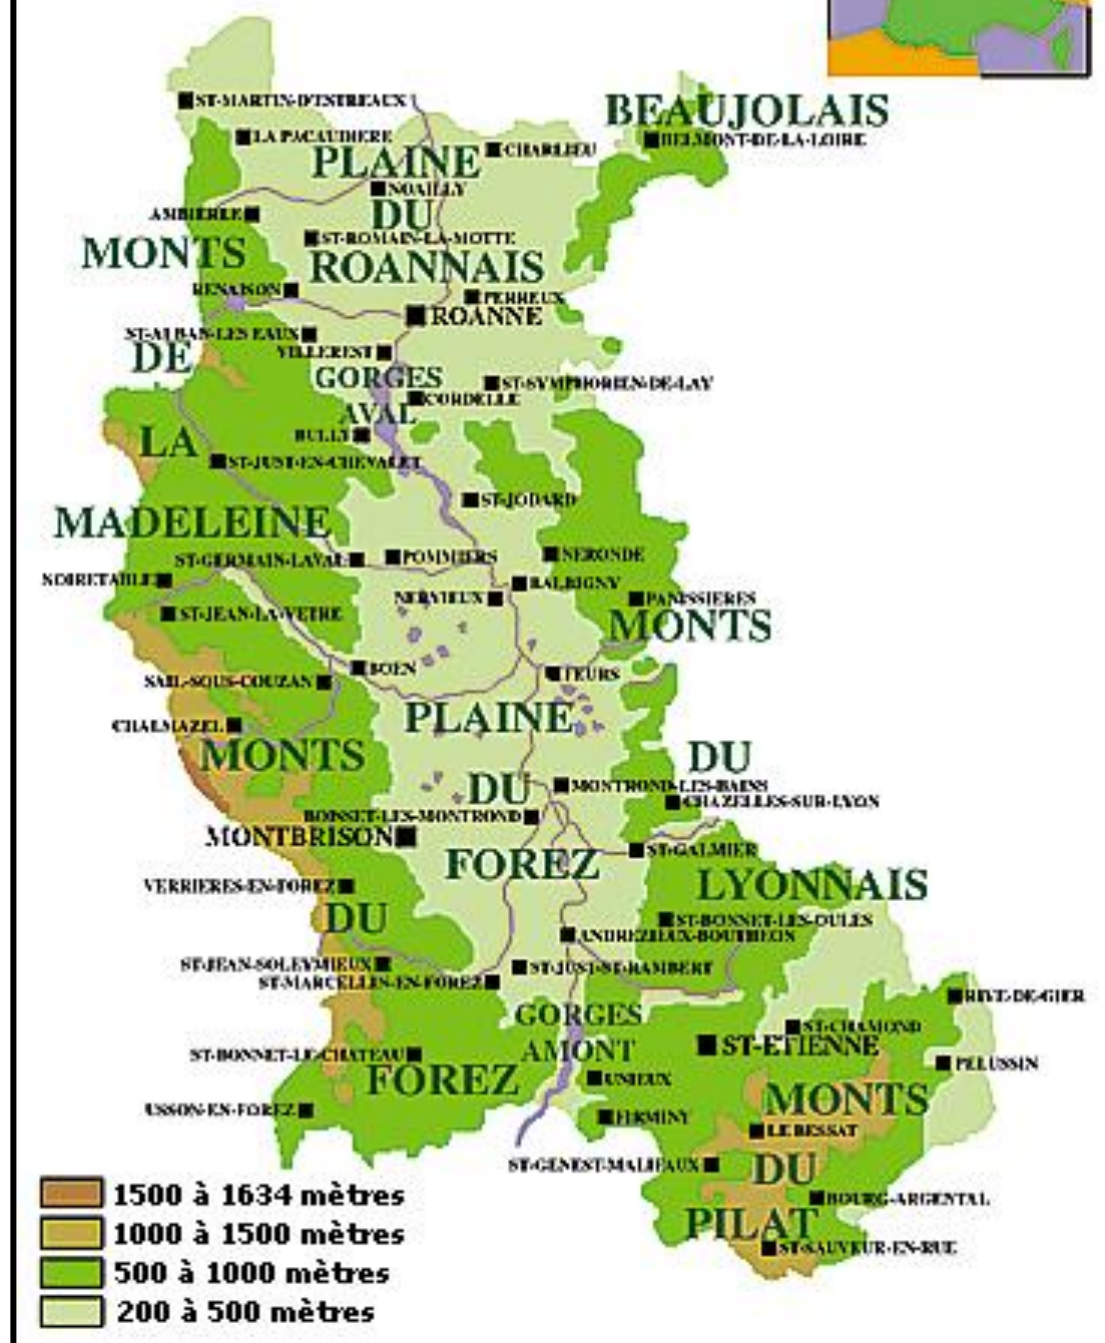 BEAUJOLAIS
ST-MARTIN-D'ESTREAUX
LA PACAUDIERE
BELMONT-DE-LA-LOIRE
CHARLIEU
PLAINE
NOAILLY
DU
AMBIERLE
ST-ROMAIN-LA-MOTTE
MONTS
ROANNAIS
RENAISON
PERREUX
ROANNE
ST-ALBAN-LES EAUX
VILLEREST
DE
GORGES
ST-SYMPHORIEN-DE-LAY
CORDELLE
AVAL
BULLY
LA
ST-JUST-EN-CHEVALET
ST-JODARD
MADELEINE
ST-GERMAIN-LAVAL
POMMIERS
NERONDE
NOIRETABLE
BALBIGNY
NERVIEUX
PANISSIERES
ST-JEAN-LA-VETRE
MONTS
BOEN
FEURS
SAIL-SOUS-COUZAN
PLAINE
CHALMAZEL
MONTS
DU
DU
MONTROND-LES-BAINS
CHAZELLES-SUR-LYON
BOISSET-LES-MONTROND
MONTBRISON
ST-GALMIER
FOREZ
LYONNAIS
VERRIERES-EN-FOREZ
DU
ST-BONNET-LES-OULES
ANDREZIEUX-BOUTHEON
ST-JEAN-SOLEYMIEUX
ST-JUST-ST-RAMBERT
ST-MARCELLES-EN-FOREZ
RIVE-DE-GIER
GORGES
ST-CHAMOND
AMONT
ST-ETIENNE
ST-BONNET-LE-CHATEAU
PELUSSIN
FOREZ
UNIEUX
MONTS
USSON-EN-FOREZ
FIRMINY
LE BESSAT
ST-GENEST-MALIFAUX
DU
BOURG-ARGENTAL
PILAT
ST-SAUVEUR-EN-RUE
1500 à 1634 mètres
1000 à 1500 mètres
500 à 1000 mètres
200 à 500 mètres